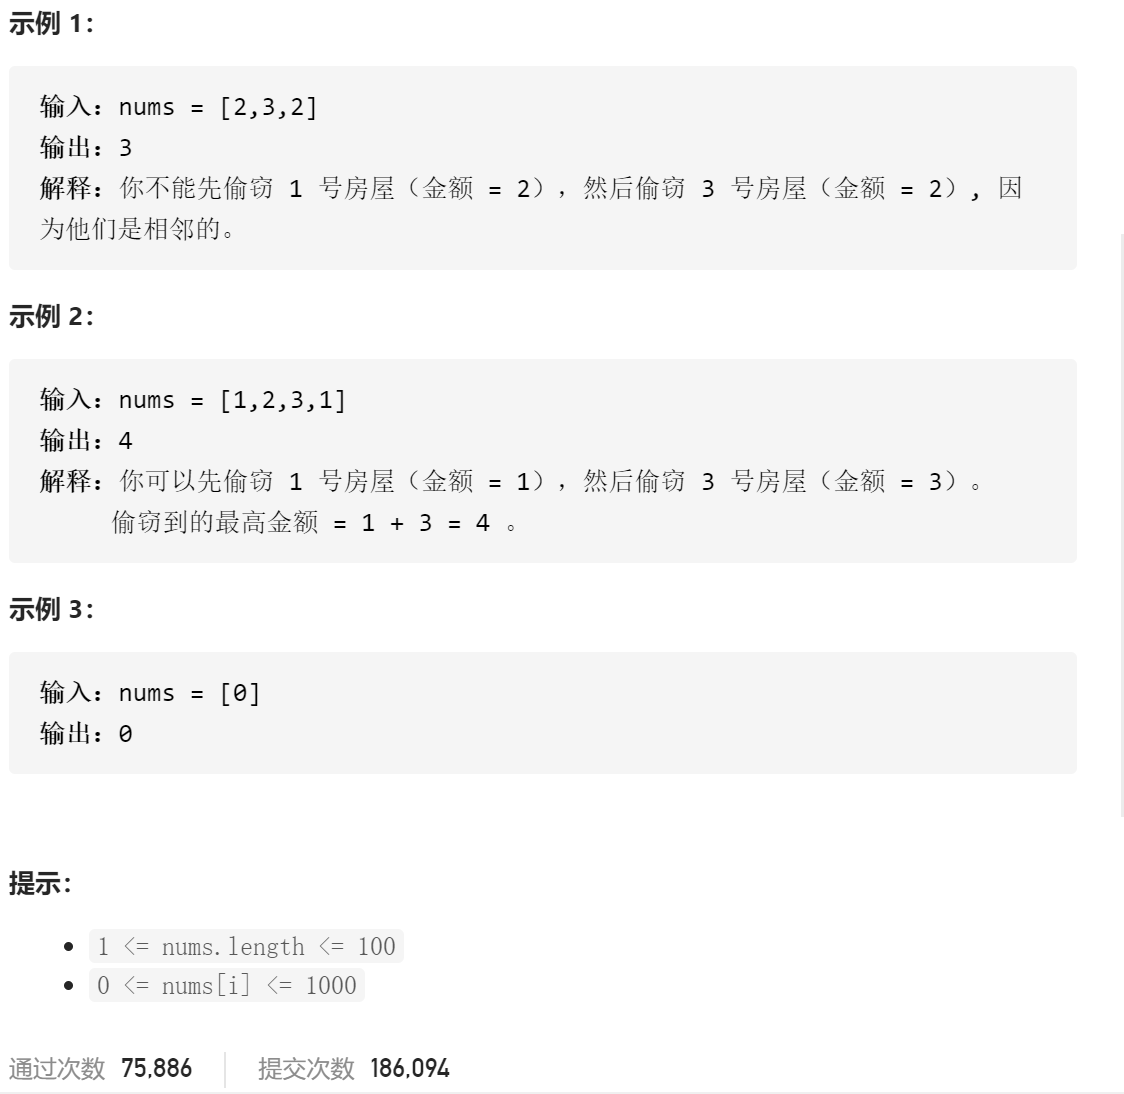 示例 1：
输入：nums = [2,3,2]
输出：3
解释：你不能先偷窃 1 号房屋（金额 = 2），然后偷窃 3 号房屋（金额 = 2）, 因
为他们是相邻的。
示例 2：
输入：nums = [1,2,3,1]
输出：4
解释：你可以先偷窃 1 号房屋（金额 = 1），然后偷窃 3 号房屋（金额 = 3）。
偷窃到的最高金额 = 1 + 3 = 4 。
示例 3：
输入：nums = [0]
输出：0
提示：
1 <= nums.length <= 100
0 <= nums[i] <= 1000
通过次数 75,886 提交次数 186,094